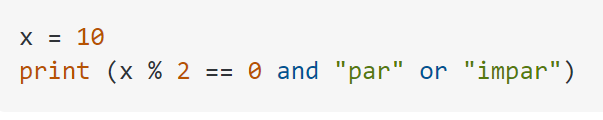 x = 10
print (x % 2 == 0 and "par" or "impar")